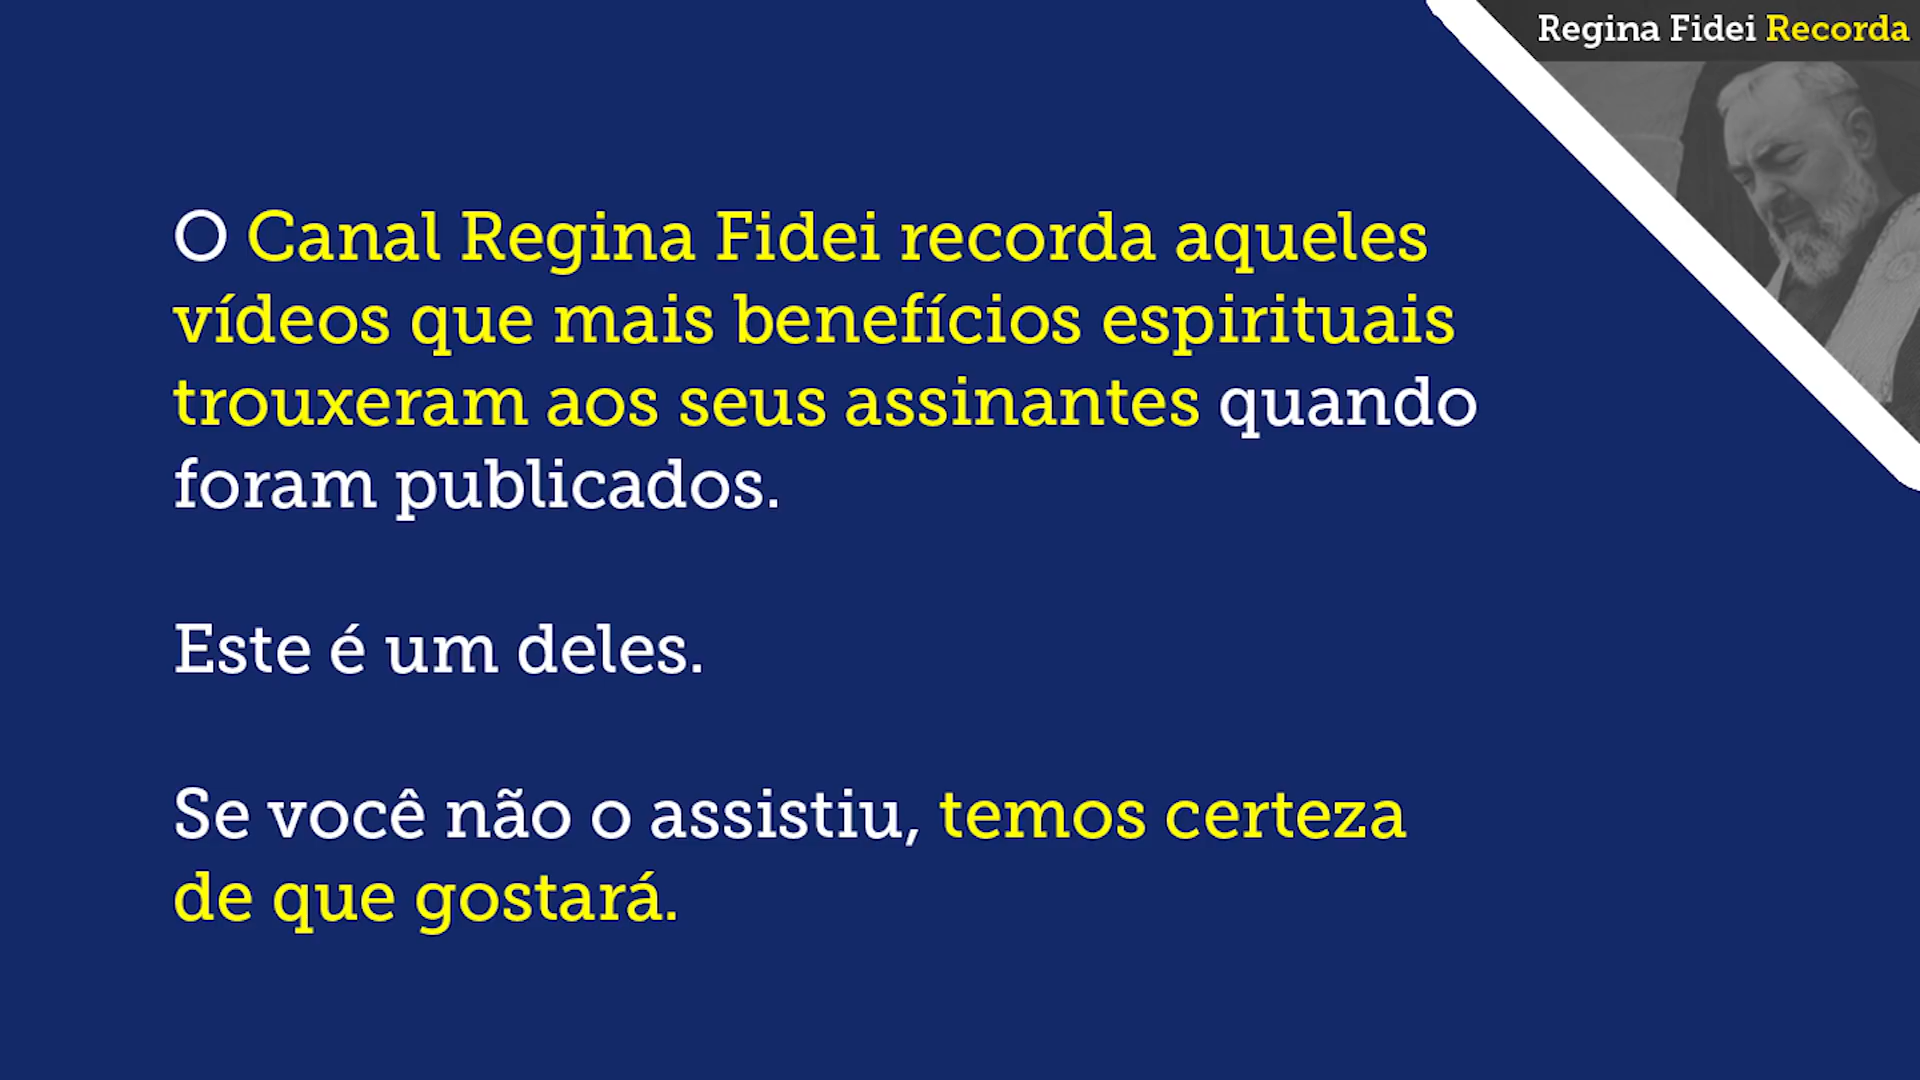 Regina Fidei Recorda
O Canal Regina Fidei recorda aqueles
vídeos que mais benefícios espirituais
trouxeram aos seus assinantes quando
foram publicados.
Este é um deles.
Se você não o assistiu, temos certeza
de que gostará.